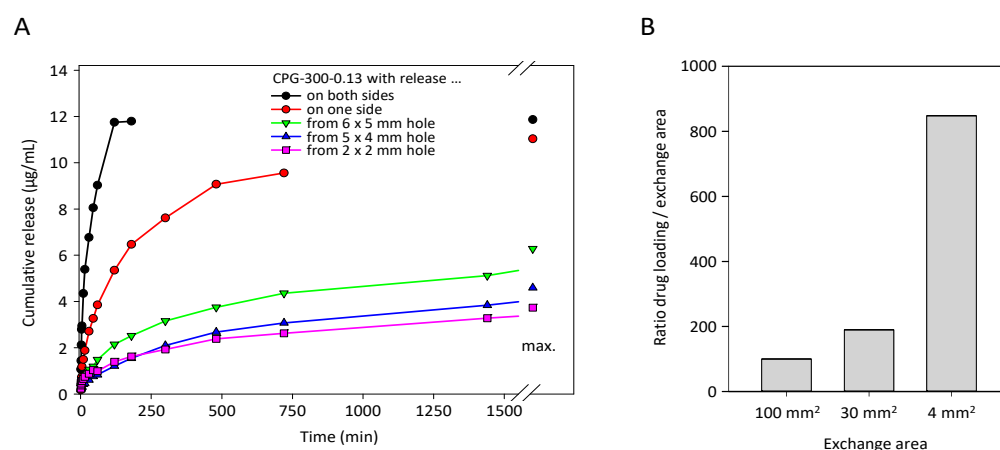 A
14
12
10
8
6
4
2
0
Cumulative release (µg/mL)
CPG-300-0.13 with release ...
on both sides
on one side
from 6 x 5 mm hole
from 5 x 4 mm hole
from 2 x 2 mm hole
max.
0 250 500 750 1000 1250 1500
Time (min)
B
1000
800
600
400
200
0
Ratio drug loading / exchange area
100 mm² 30 mm² 4 mm²
Exchange area